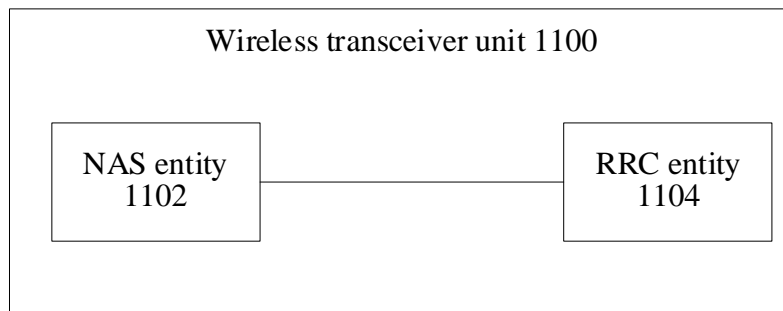 Wireless transceiver unit 1100
NAS entity
1102
RRC entity
1104